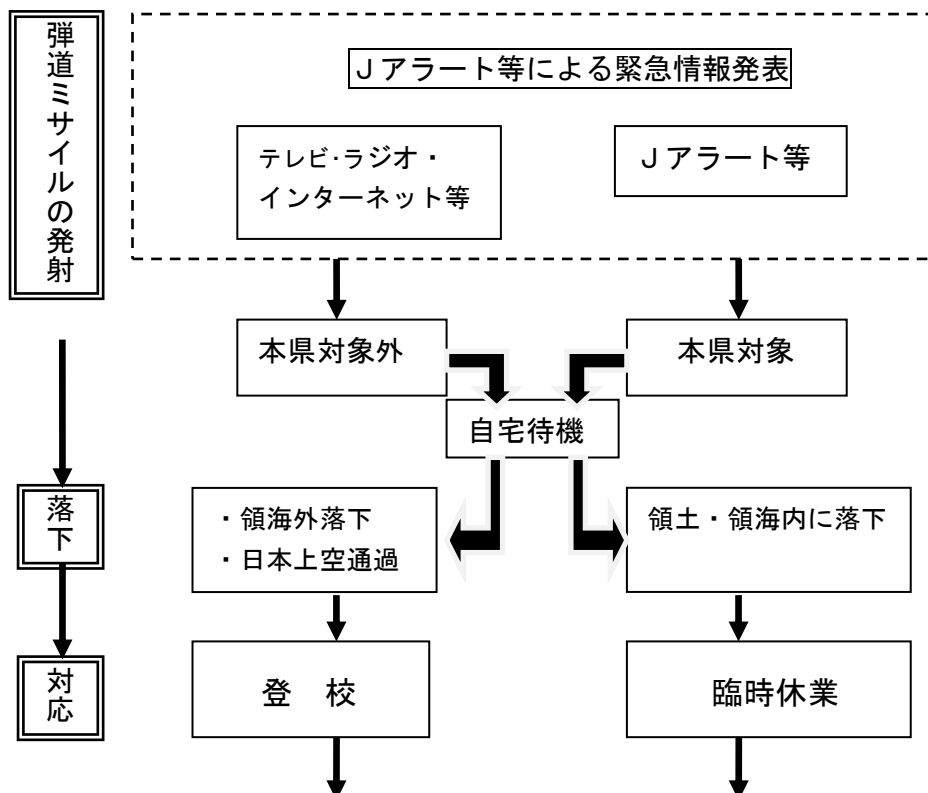 弾道ミサイルの発射
Ｊアラート等による緊急情報発表
テレビ･ラジオ・
インターネット等
Ｊアラート等
本県対象外
本県対象
自宅待機
落下
・領海外落下
・日本上空通過
領土・領海内に落下
対応
登　校
臨時休業